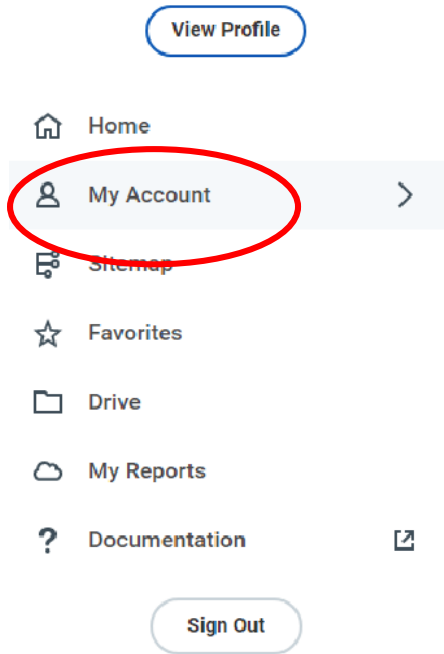 View Profile
Home
My Account
Sitemap
Favorites
Drive
My Reports
Documentation
Sign Out